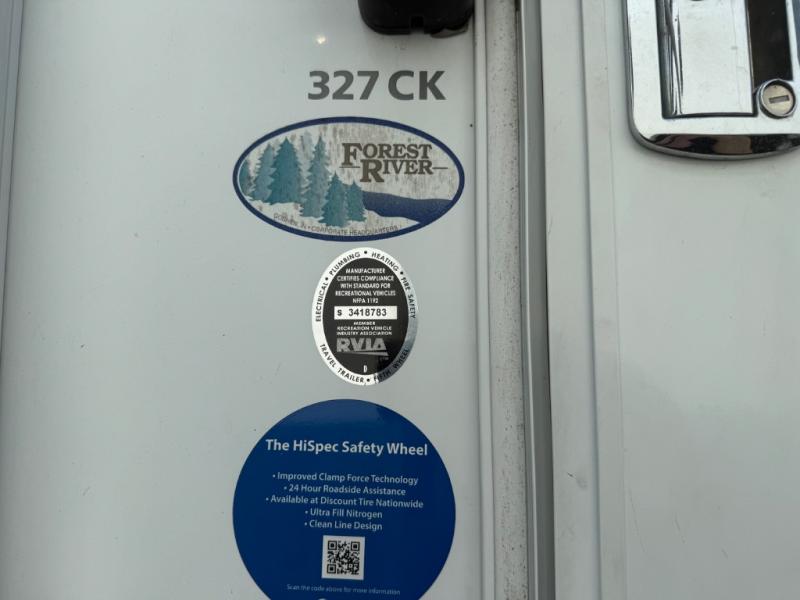 327 CK
FOREST
RIVER
CORPORATE HEADQUARTERS
ELECTRICAL • PLUMBING • HEATING • FIRE SAFETY
MANUFACTURER
CERTIFIES COMPLIANCE
WITH STANDARD FOR
RECREATIONAL VEHICLES
NFPA 1192
S 3418783
MEMBER
RECREATION VEHICLE
INDUSTRY ASSOCIATION
RVIA
D
TRAVEL TRAILER • FIFTH WHEEL
The HiSpec Safety Wheel
• Improved Clamp Force Technology
• 24 Hour Roadside Assistance
• Available at Discount Tire Nationwide
• Ultra Fill Nitrogen
• Clean Line Design
Scan the code above for more information